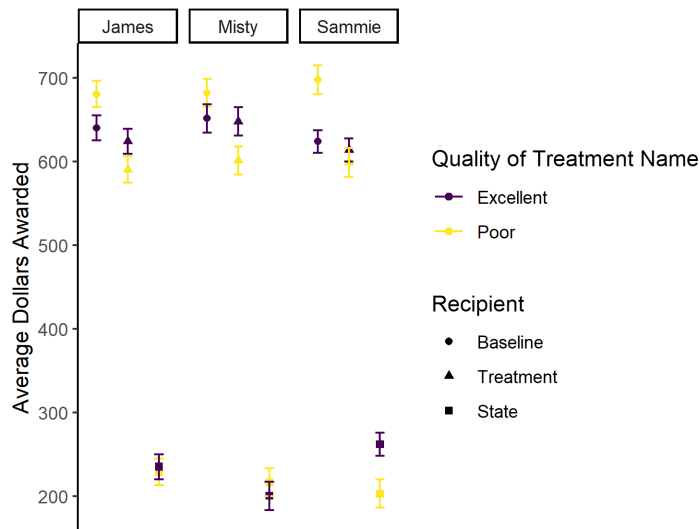 James Misty Sammie
700
600
500
400
300
200
Average Dollars Awarded
Quality of Treatment Name
Excellent
Poor
Recipient
Baseline
Treatment
State